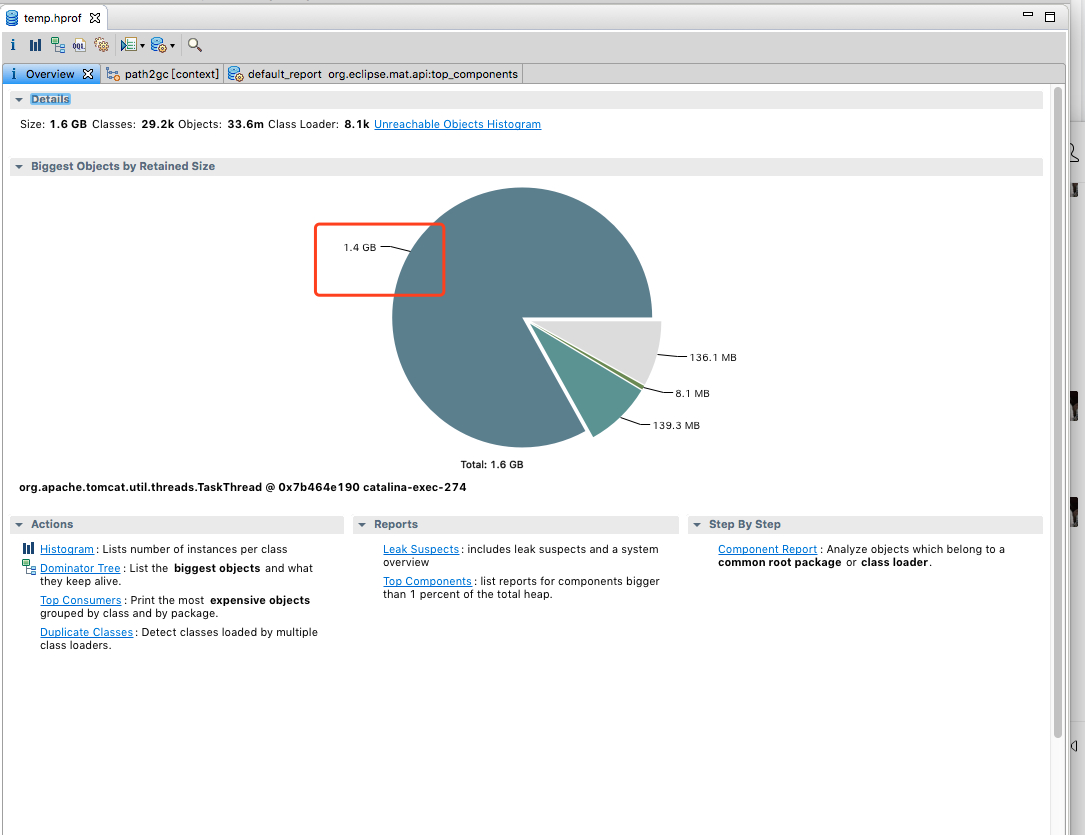 temp.hprof
i OQL
i Overview path2gc [context] default_report org.eclipse.mat.api:top_components
Details
Size: 1.6 GB Classes: 29.2k Objects: 33.6m Class Loader: 8.1k Unreachable Objects Histogram
Biggest Objects by Retained Size
1.4 GB
136.1 MB
8.1 MB
139.3 MB
Total: 1.6 GB
org.apache.tomcat.util.threads.TaskThread @ 0x7b464e190 catalina-exec-274
Actions
Histogram: Lists number of instances per class
Dominator Tree: List the biggest objects and what
they keep alive.
Top Consumers: Print the most expensive objects
grouped by class and by package.
Duplicate Classes: Detect classes loaded by multiple
class loaders.
Reports
Leak Suspects: includes leak suspects and a system
overview
Top Components: list reports for components bigger
than 1 percent of the total heap.
Step By Step
Component Report: Analyze objects which belong to a
common root package or class loader.